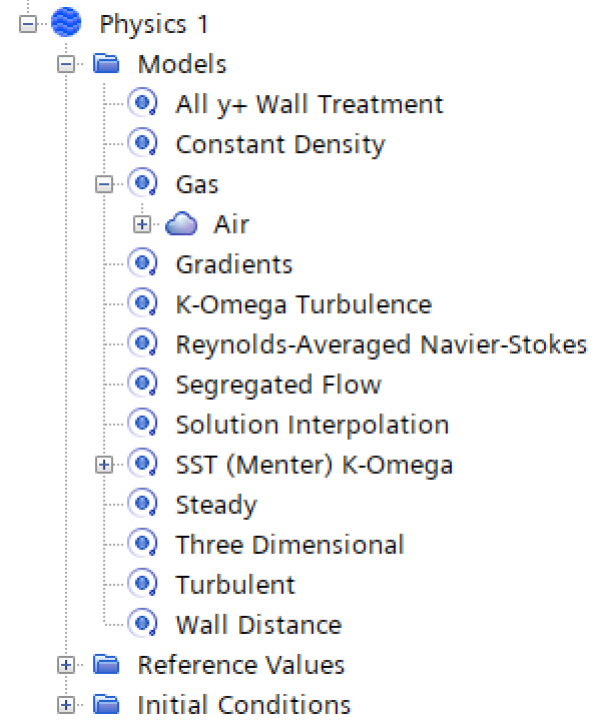 Physics 1
Models
All y+ Wall Treatment
Constant Density
Gas
Air
Gradients
K-Omega Turbulence
Reynolds-Averaged Navier-Stokes
Segregated Flow
Solution Interpolation
SST (Menter) K-Omega
Steady
Three Dimensional
Turbulent
Wall Distance
Reference Values
Initial Conditions